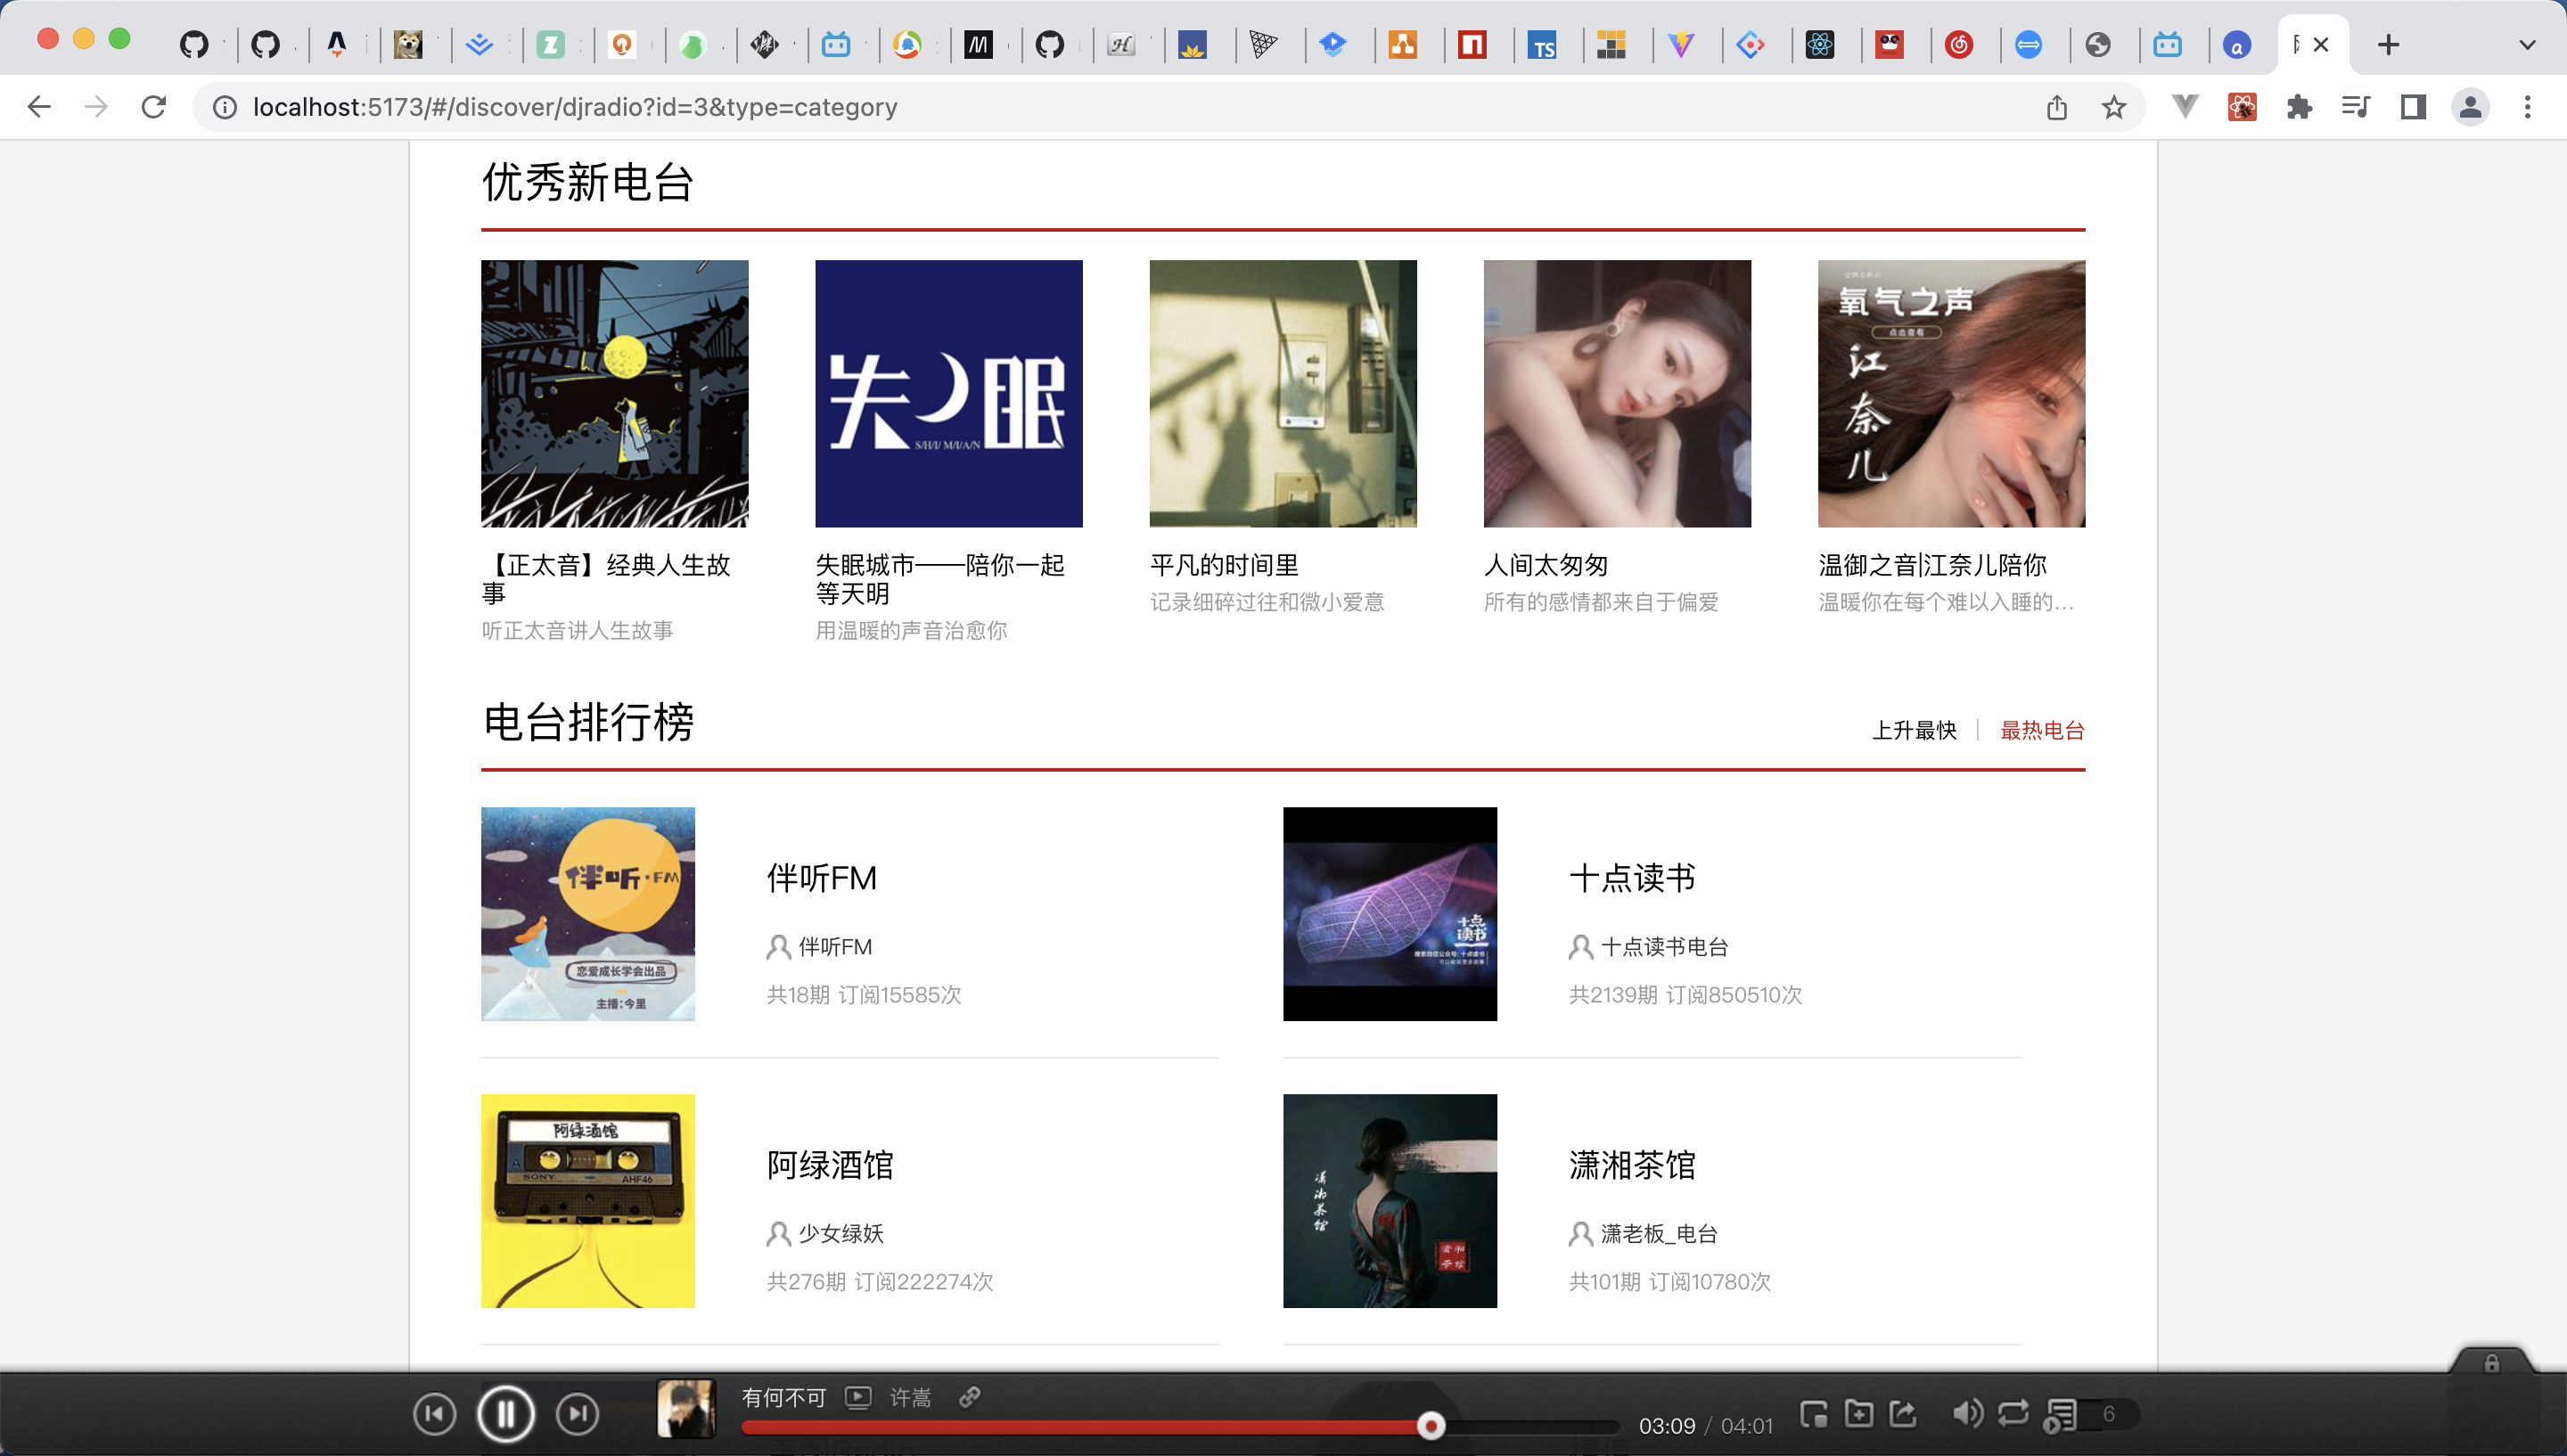 localhost:5173/#/discover/djradio?id=3&type=category
优秀新电台
失眠
S/H/I/ M/I/A/N
氧气之声
点击查看
江奈儿
【正太音】经典人生故
事
听正太音讲人生故事
失眠城市——陪你一起
等天明
用温暖的声音治愈你
平凡的时间里
记录细碎过往和微小爱意
人间太匆匆
所有的感情都来自于偏爱
温御之音|江奈儿陪你
温暖你在每个难以入睡的...
电台排行榜
上升最快
最热电台
伴听·FM
恋爱成长学会出品
主播:今里
伴听FM
伴听FM
共18期 订阅15585次
十点
读书
十点读书
十点读书电台
共2139期 订阅850510次
阿绿酒馆
A
SONY
AHF46
阿绿酒馆
少女绿妖
共276期 订阅222274次
潇湘茶馆
潇湘茶馆
潇老板_电台
共101期 订阅10780次
有何不可
许嵩
03:09 / 04:01
6